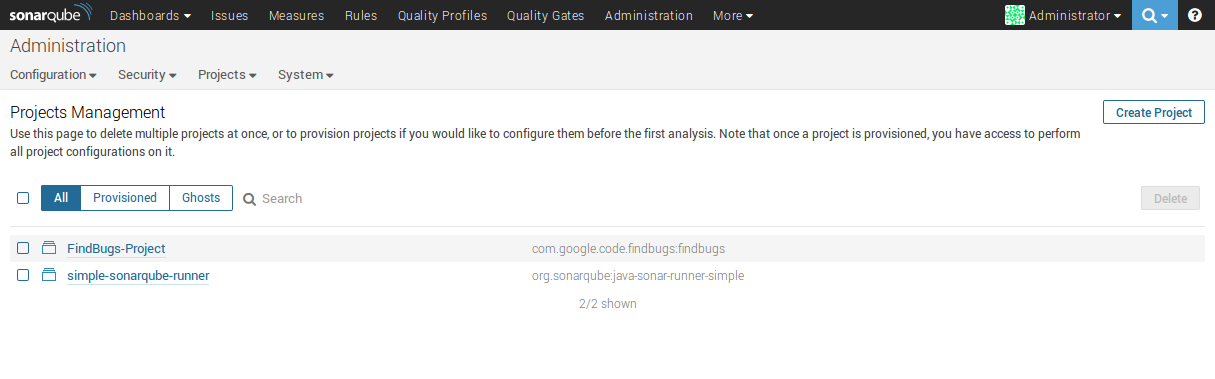 sonarqube Dashboards Issues Measures Rules Quality Profiles Quality Gates Administration More Administrator
Administration
Configuration Security Projects System
Projects Management
Create Project
Use this page to delete multiple projects at once, or to provision projects if you would like to configure them before the first analysis. Note that once a project is provisioned, you have access to perform
all project configurations on it.
All Provisioned Ghosts Search Delete
FindBugs-Project com.google.code.findbugs:findbugs
simple-sonarqube-runner org.sonarqube:java-sonar-runner-simple
2/2 shown